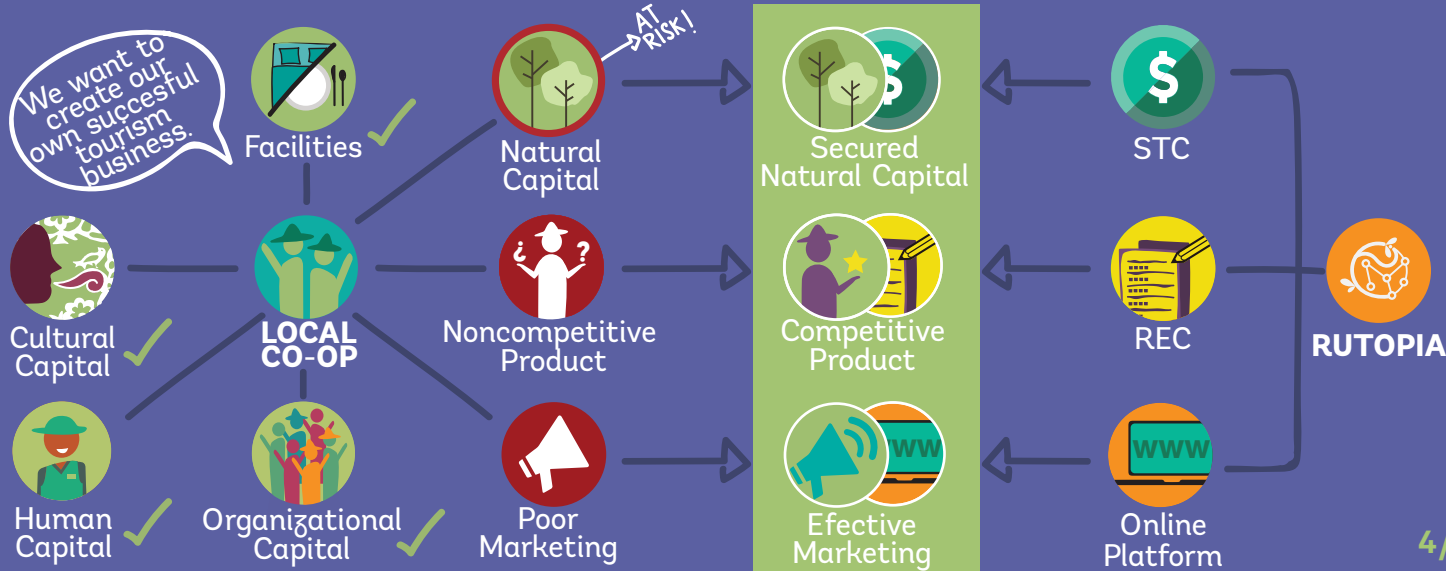 We want to
create our
own succesful
tourism
business.
Facilities
AT
RISK!
Natural
Capital
Secured
Natural Capital
$
$
STC
Cultural
Capital
LOCAL
CO-OP
¿ ?
Noncompetitive
Product
Competitive
Product
REC
RUTOPIA
Human
Capital
Organizational
Capital
Poor
Marketing
WWW
Efective
Marketing
WWW
Online
Platform
4/